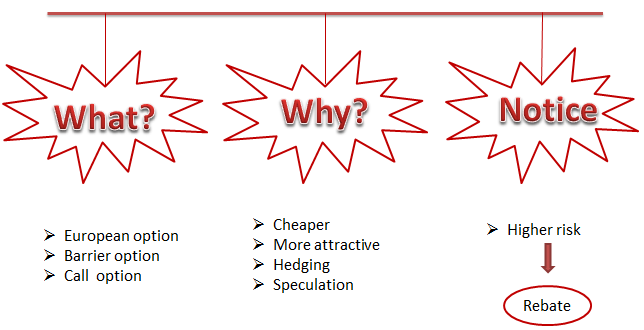 What?
European option
Barrier option
Call option
Why?
Cheaper
More attractive
Hedging
Speculation
Notice
Higher risk
Rebate